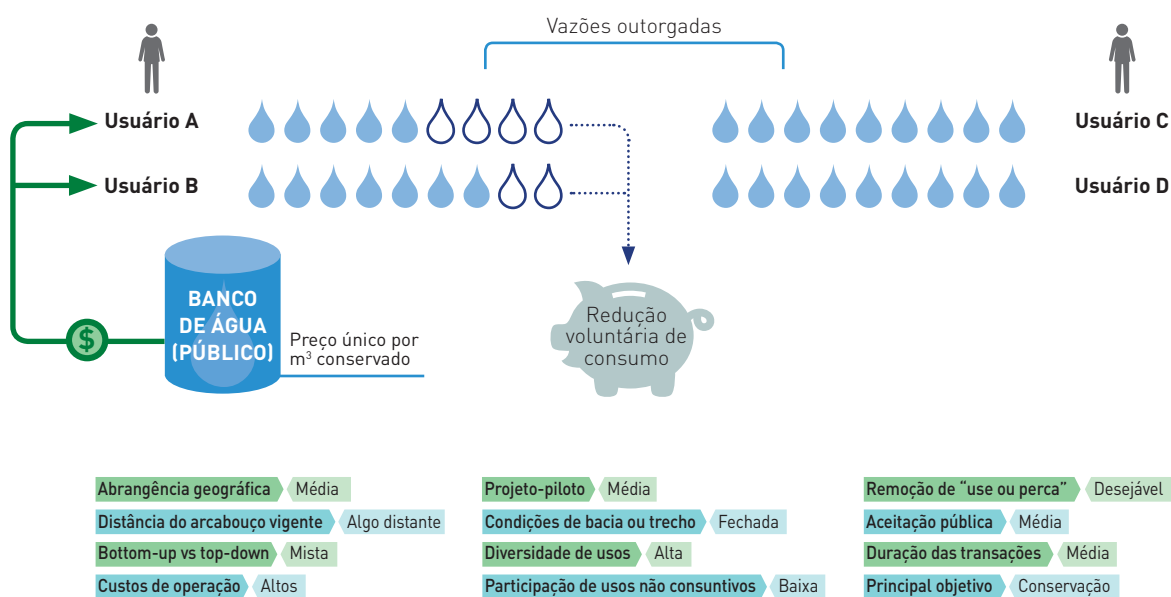 Vazões outorgadas
Usuário A
Usuário C
Usuário B
Usuário D
BANCO
DE ÁGUA
(PÚBLICO)
$
Preço único por
m³ conservado
Redução
voluntária de
consumo
Abrangência geográfica Média
Distância do arcabouço vigente Algo distante
Bottom-up vs top-down Mista
Custos de operação Altos
Projeto-piloto Média
Condições de bacia ou trecho Fechada
Diversidade de usos Alta
Participação de usos não consuntivos Baixa
Remoção de “use ou perca” Desejável
Aceitação pública Média
Duração das transações Média
Principal objetivo Conservação